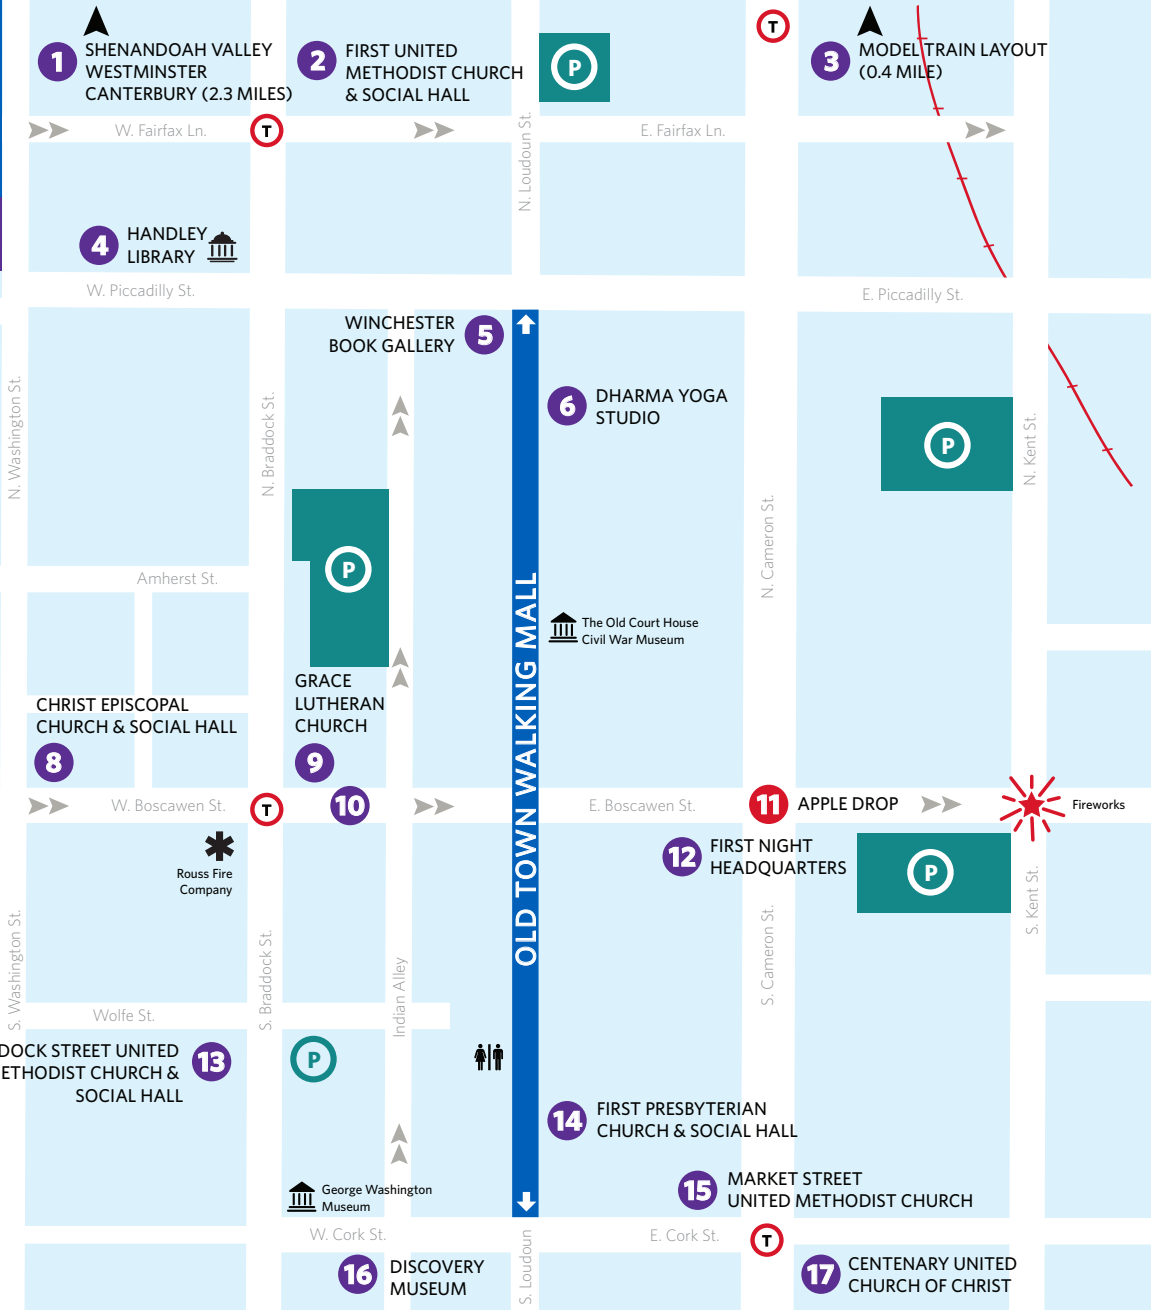 T
1
SHENANDOAH VALLEY
WESTMINSTER
CANTERBURY (2.3 MILES)
2
FIRST UNITED
METHODIST CHURCH
& SOCIAL HALL
P
3
MODEL TRAIN LAYOUT
(0.4 MILE)
W. Fairfax Ln.
T
N. Loudoun St.
E. Fairfax Ln.
4
HANDLEY
LIBRARY
W. Piccadilly St.
E. Piccadilly St.
WINCHESTER
BOOK GALLERY
5
6
DHARMA YOGA
STUDIO
N. Washington St.
N. Braddock St.
P
N. Kent St.
N. Cameron St.
P
Amherst St.
OLD TOWN WALKING MALL
The Old Court House
Civil War Museum
CHRIST EPISCOPAL
CHURCH & SOCIAL HALL
8
GRACE
LUTHERAN
CHURCH
9
W. Boscawen St.
T
10
E. Boscawen St.
11
APPLE DROP
Fireworks
12
FIRST NIGHT
HEADQUARTERS
P
Rouss Fire
Company
S. Kent St.
S. Washington St.
S. Braddock St.
Indian Alley
S. Cameron St.
Wolfe St.
DOCK STREET UNITED
ETHODIST CHURCH &
SOCIAL HALL
13
P
14
FIRST PRESBYTERIAN
CHURCH & SOCIAL HALL
15
MARKET STREET
UNITED METHODIST CHURCH
George Washington
Museum
W. Cork St.
S. Loudoun
E. Cork St.
T
16
DISCOVERY
MUSEUM
17
CENTENARY UNITED
CHURCH OF CHRIST